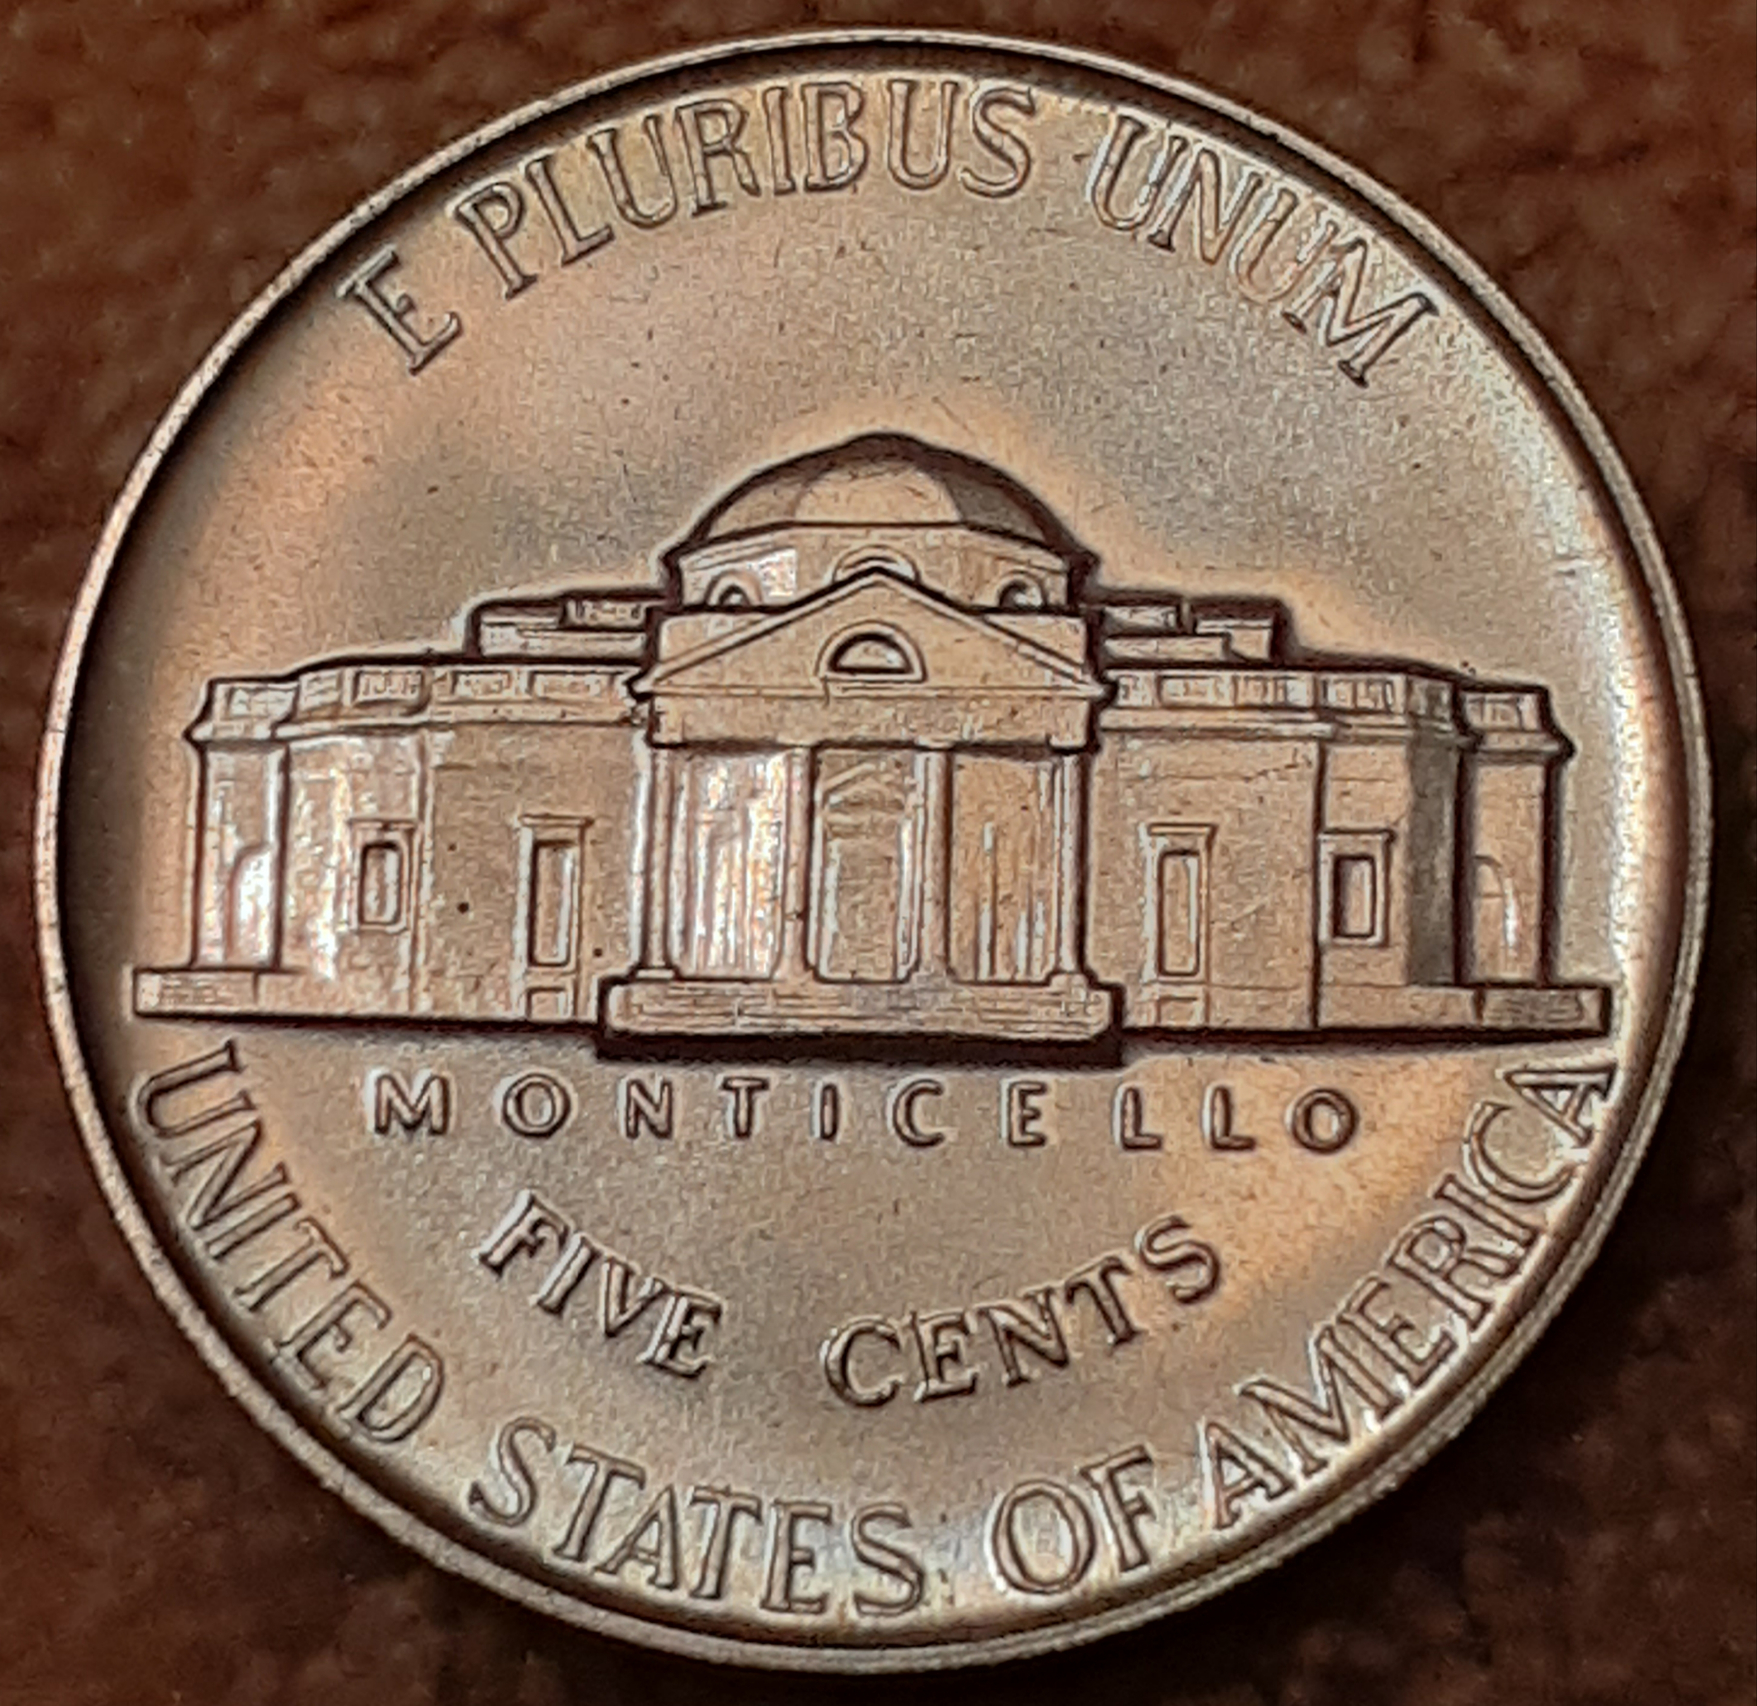 E PLURIBUS UNUM
MONTICELLO
FIVE CENTS
UNITED STATES OF AMERICA